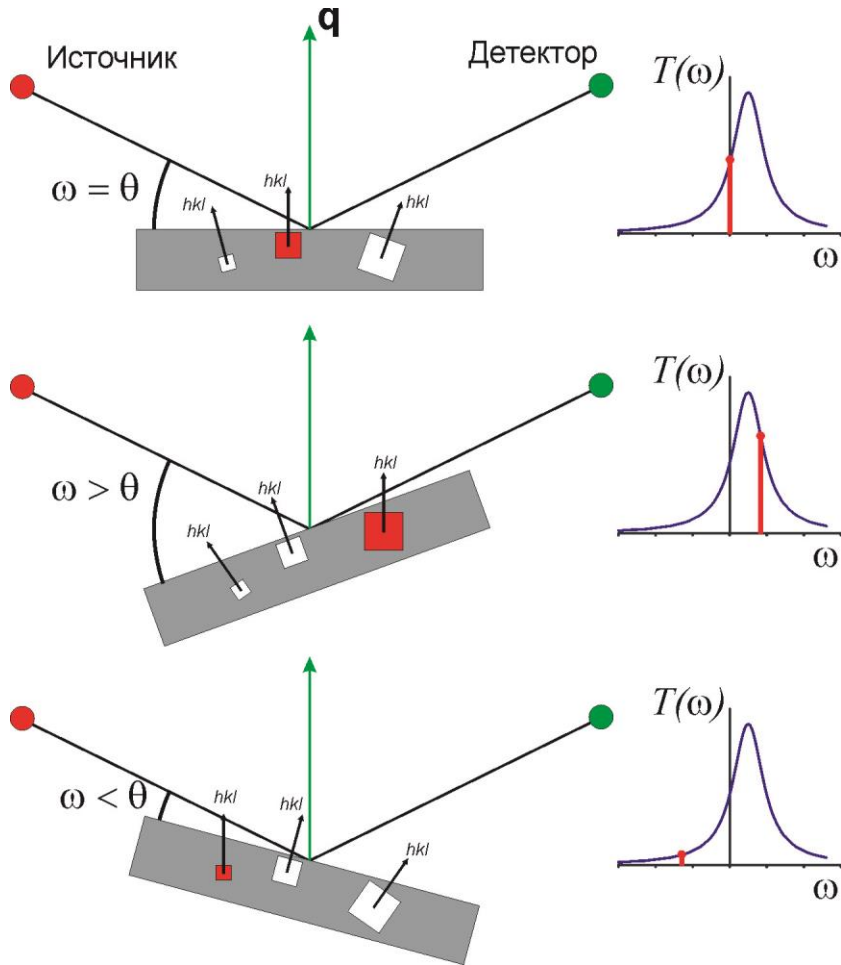 q
Источник
Детектор
T(ω)
ω = θ
hkl
hkl
hkl
ω
T(ω)
ω > θ
hkl
hkl
hkl
ω
T(ω)
ω < θ
hkl
hkl
hkl
ω